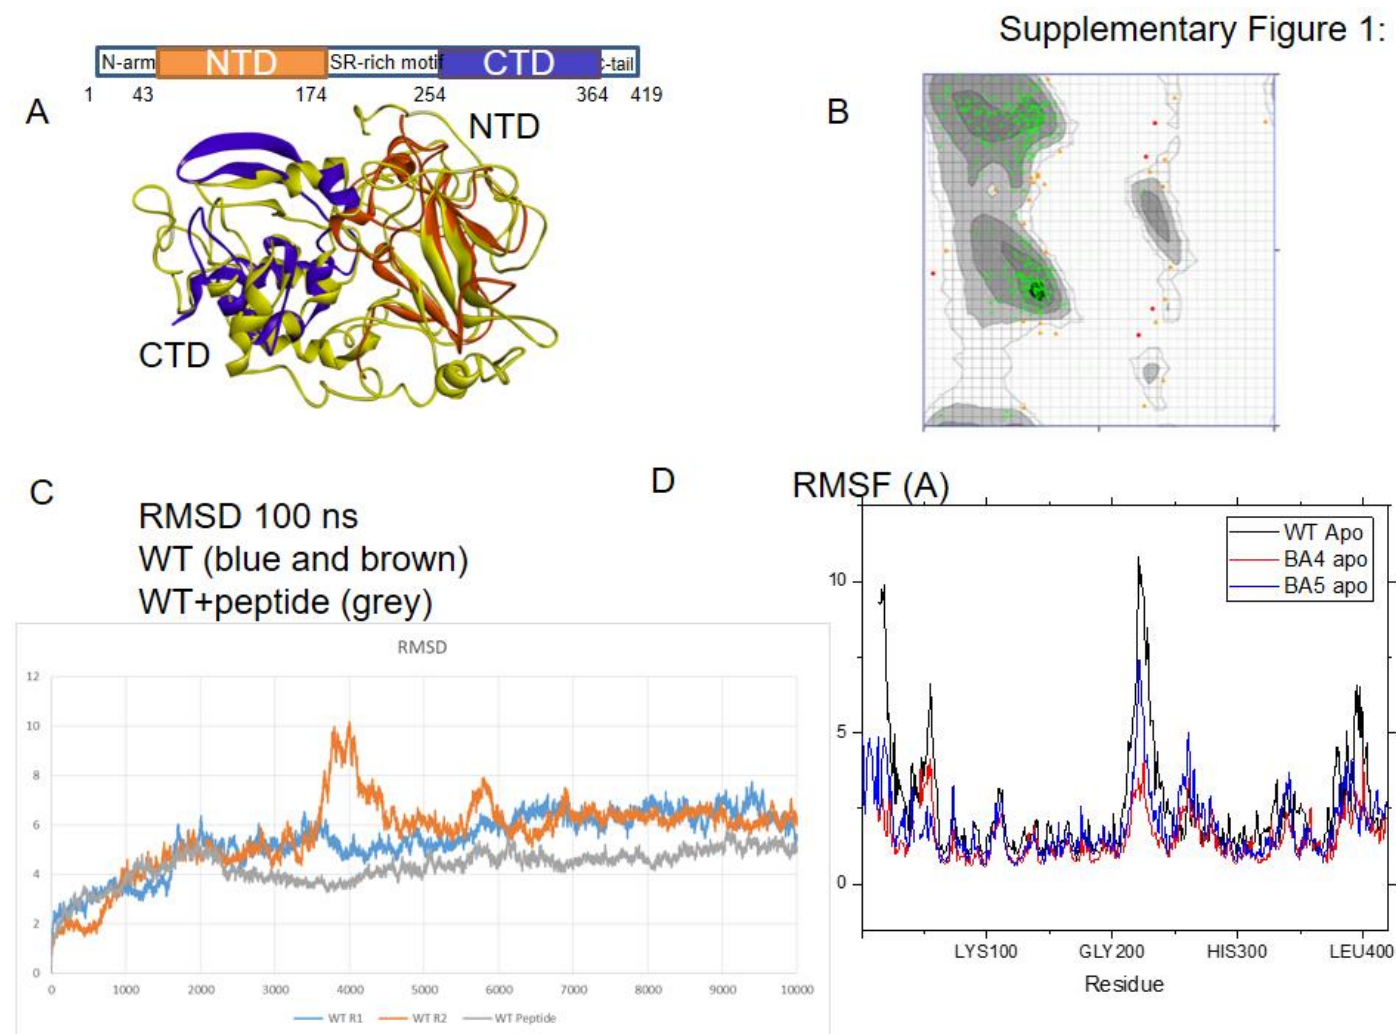 Supplementary Figure 1:
N-arm NTD SR-rich motif CTD C-tail
1 43 174 254 364 419
A
NTD
CTD
B
C
RMSD 100 ns
WT (blue and brown)
WT+peptide (grey)
RMSD
12
10
8
6
4
2
0
0 1000 2000 3000 4000 5000 6000 7000 8000 9000 10000
WT R1 WT R2 WT Peptide
D
RMSF (A)
WT Apo
BA4 apo
BA5 apo
10
5
0
LYS100 GLY200 HIS300 LEU400
Residue